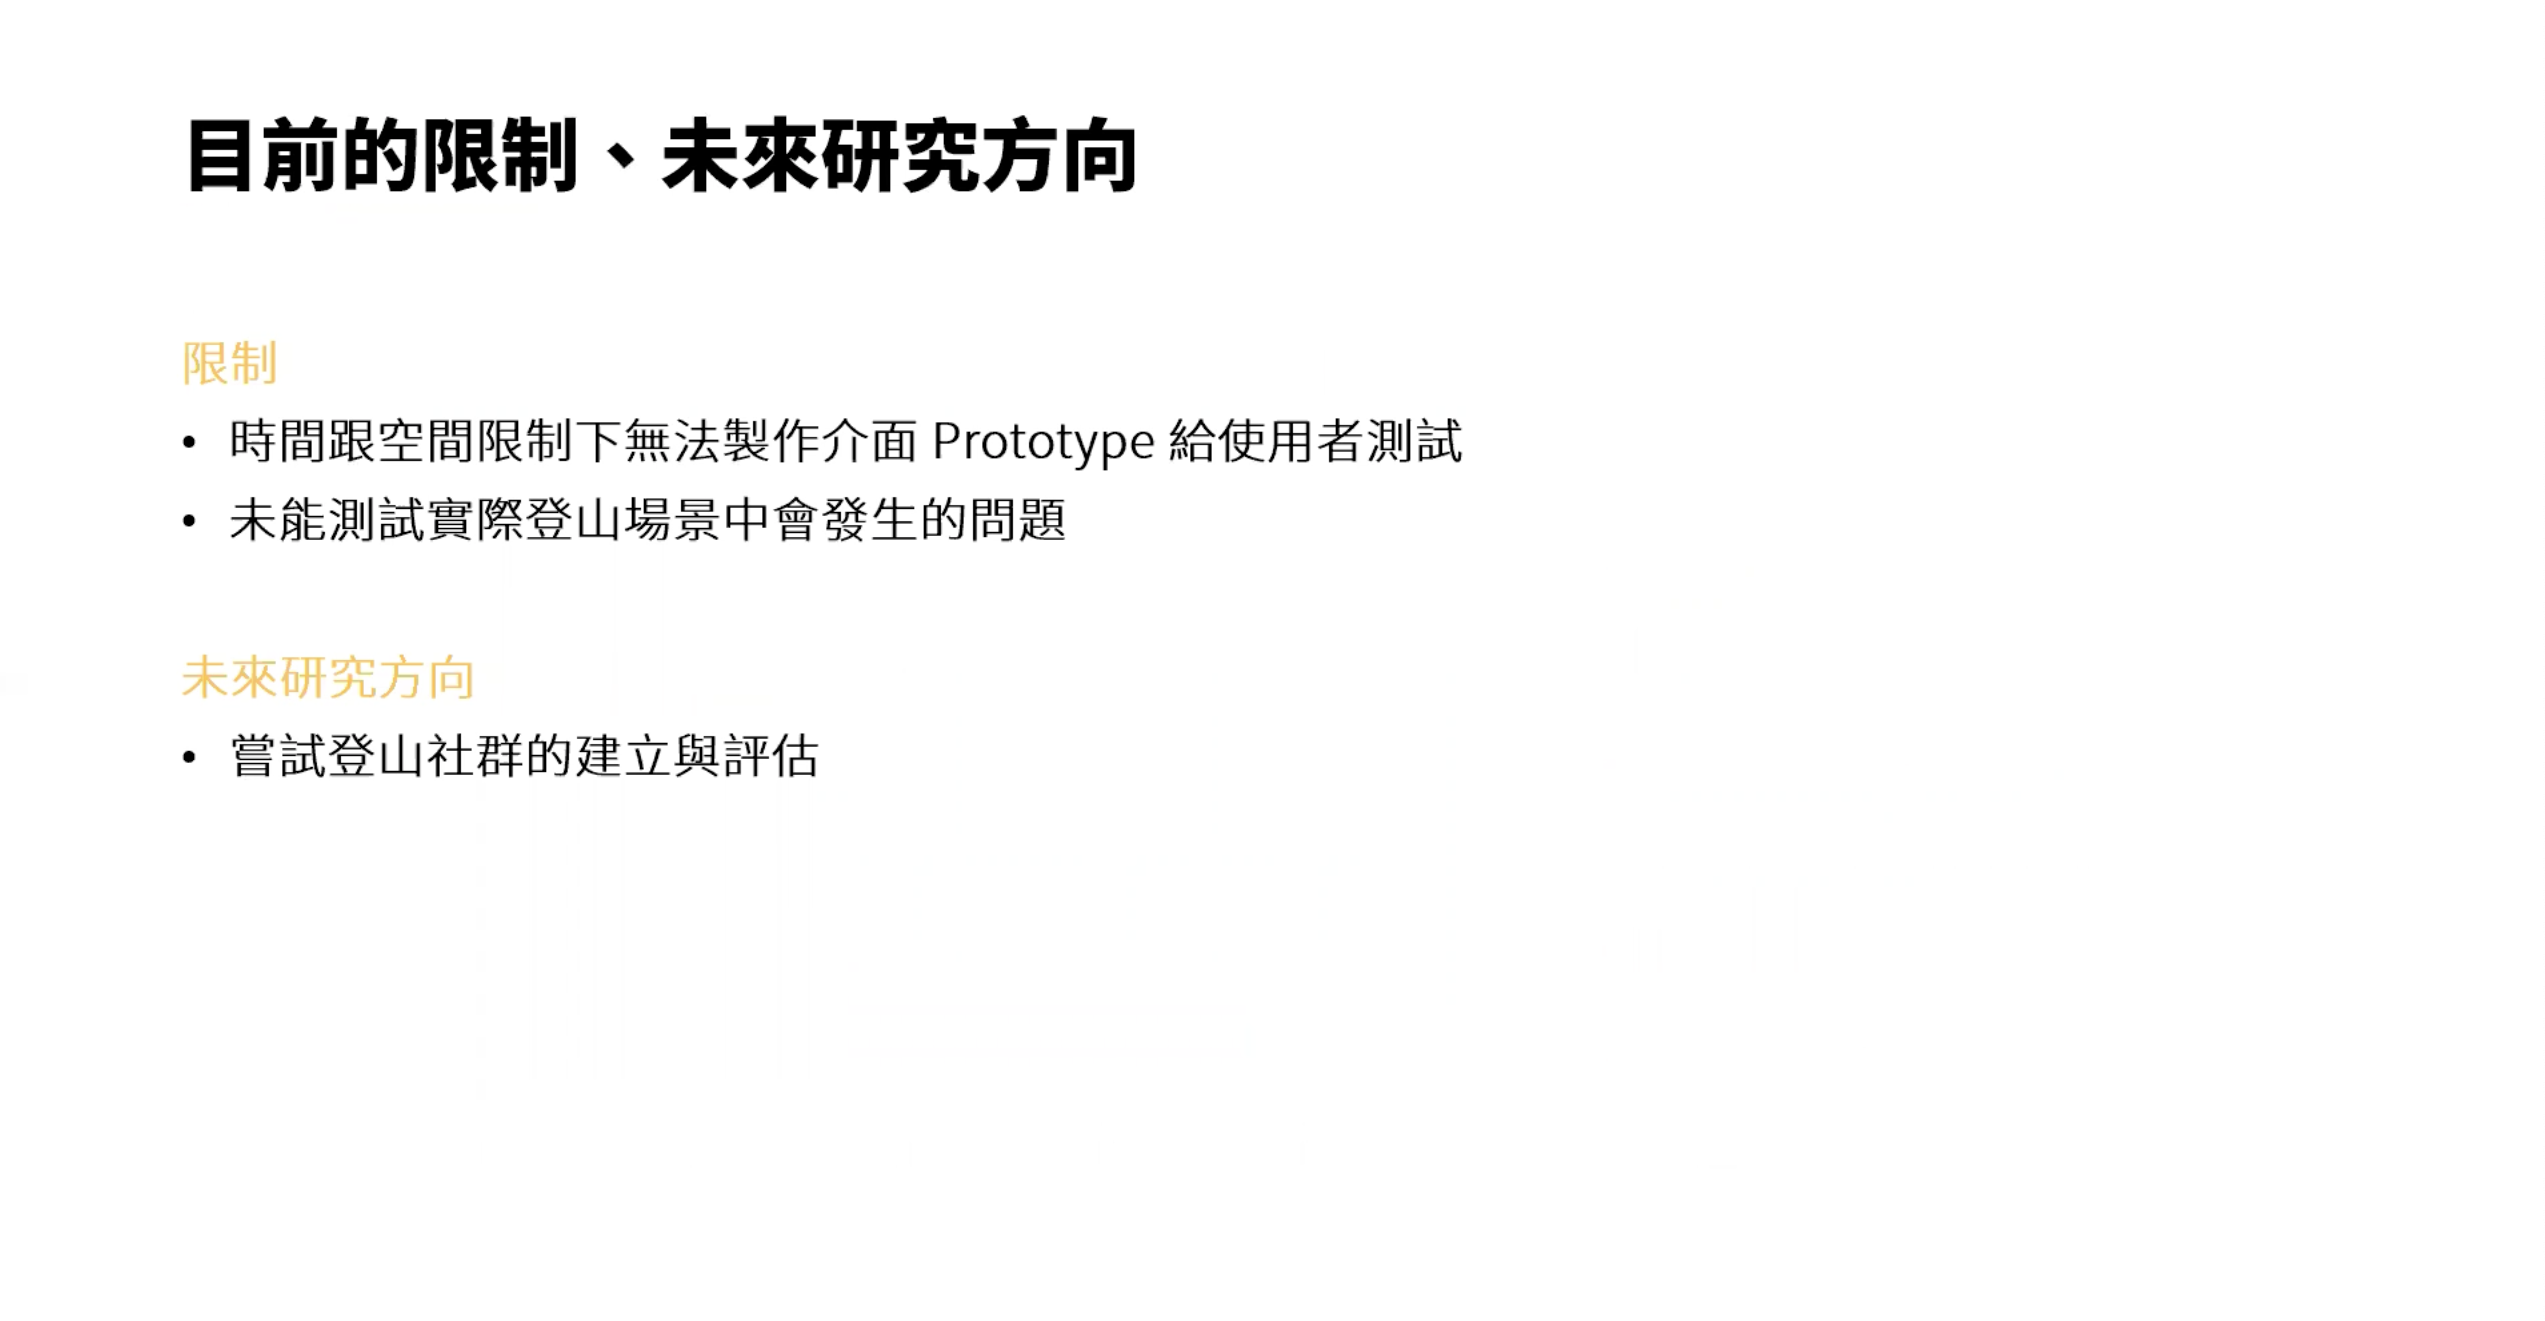 目前的限制、未來研究方向
限制
• 時間跟空間限制下無法製作介面 Prototype 給使用者測試
• 未能測試實際登山場景中會發生的問題
未來研究方向
• 嘗試登山社群的建立與評估